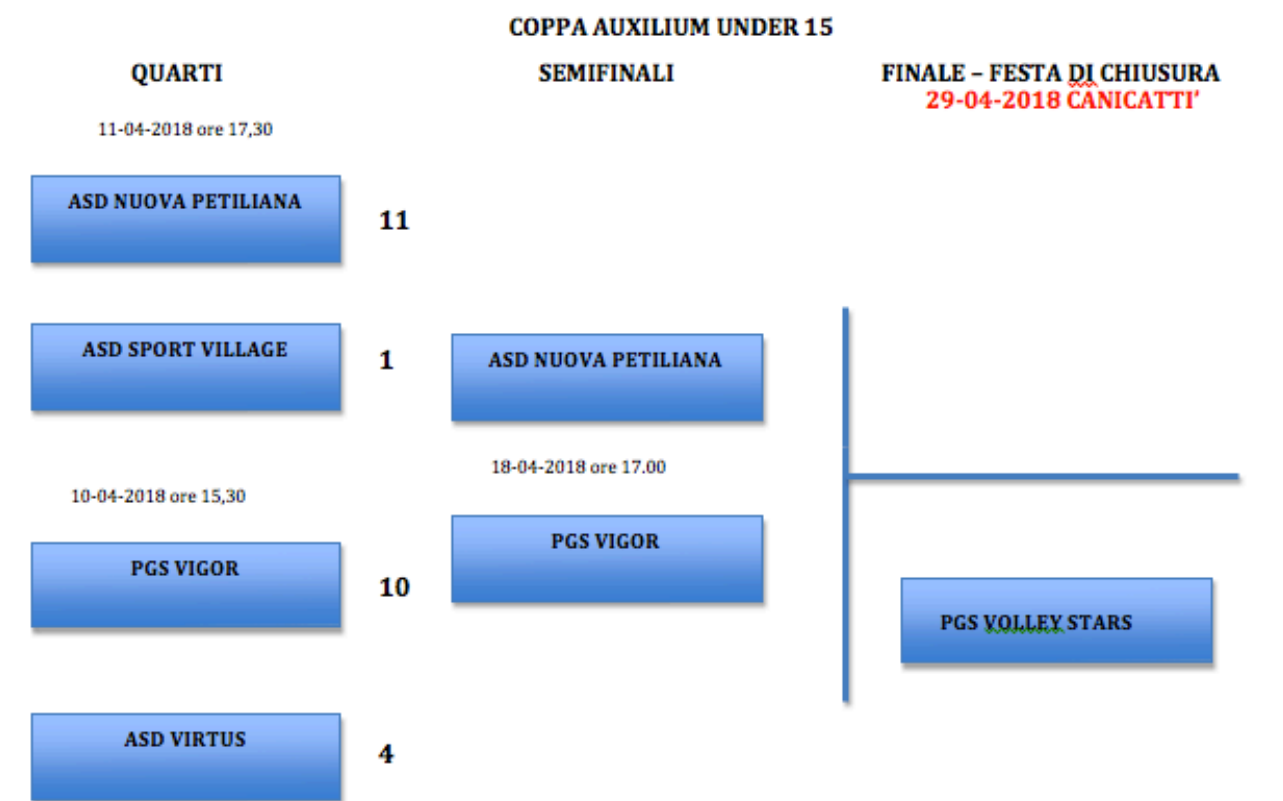 COPPA AUXILIUM UNDER 15
QUARTI
SEMIFINALI
FINALE – FESTA DI CHIUSURA
29-04-2018 CANICATTI'
11-04-2018 ore 17,30
ASD NUOVA PETILIANA
11
ASD SPORT VILLAGE
1
10-04-2018 ore 15,30
PGS VIGOR
10
ASD VIRTUS
4
ASD NUOVA PETILIANA
18-04-2018 ore 17.00
PGS VIGOR
PGS VOLLEY STARS